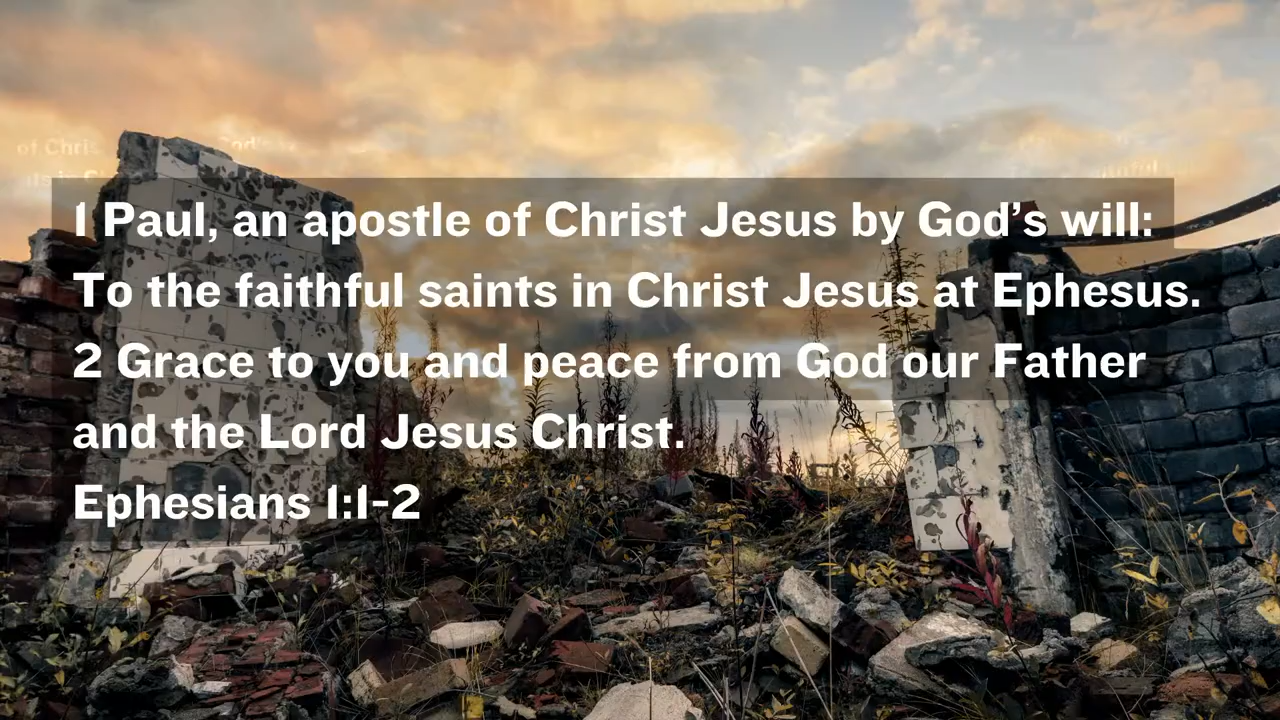 1 Paul, an apostle of Christ Jesus by God’s will:
To the faithful saints in Christ Jesus at Ephesus.
2 Grace to you and peace from God our Father
and the Lord Jesus Christ.
Ephesians 1:1-2